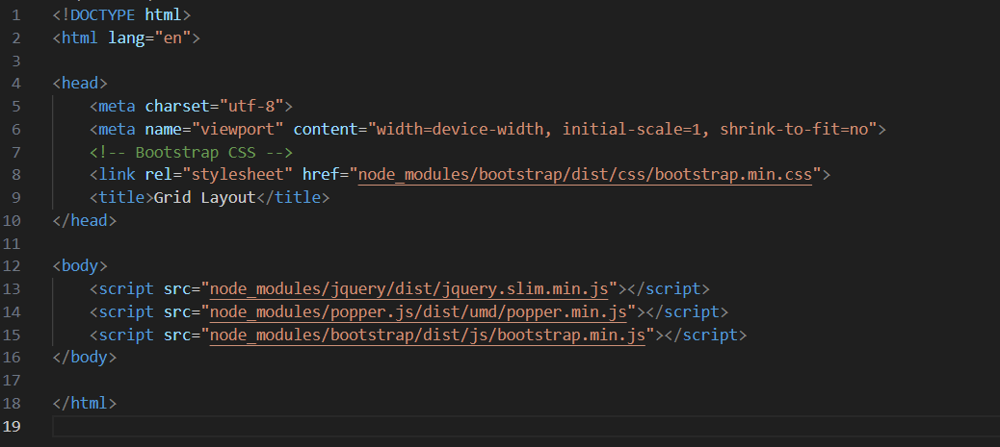 1 <!DOCTYPE html>
2 <html lang="en">
3
4 <head>
5     <meta charset="utf-8">
6     <meta name="viewport" content="width=device-width, initial-scale=1, shrink-to-fit=no">
7     <!-- Bootstrap CSS -->
8     <link rel="stylesheet" href="node_modules/bootstrap/dist/css/bootstrap.min.css">
9     <title>Grid Layout</title>
10 </head>
11
12 <body>
13     <script src="node_modules/jquery/dist/jquery.slim.min.js"></script>
14     <script src="node_modules/popper.js/dist/umd/popper.min.js"></script>
15     <script src="node_modules/bootstrap/dist/js/bootstrap.min.js"></script>
16 </body>
17
18 </html>
19